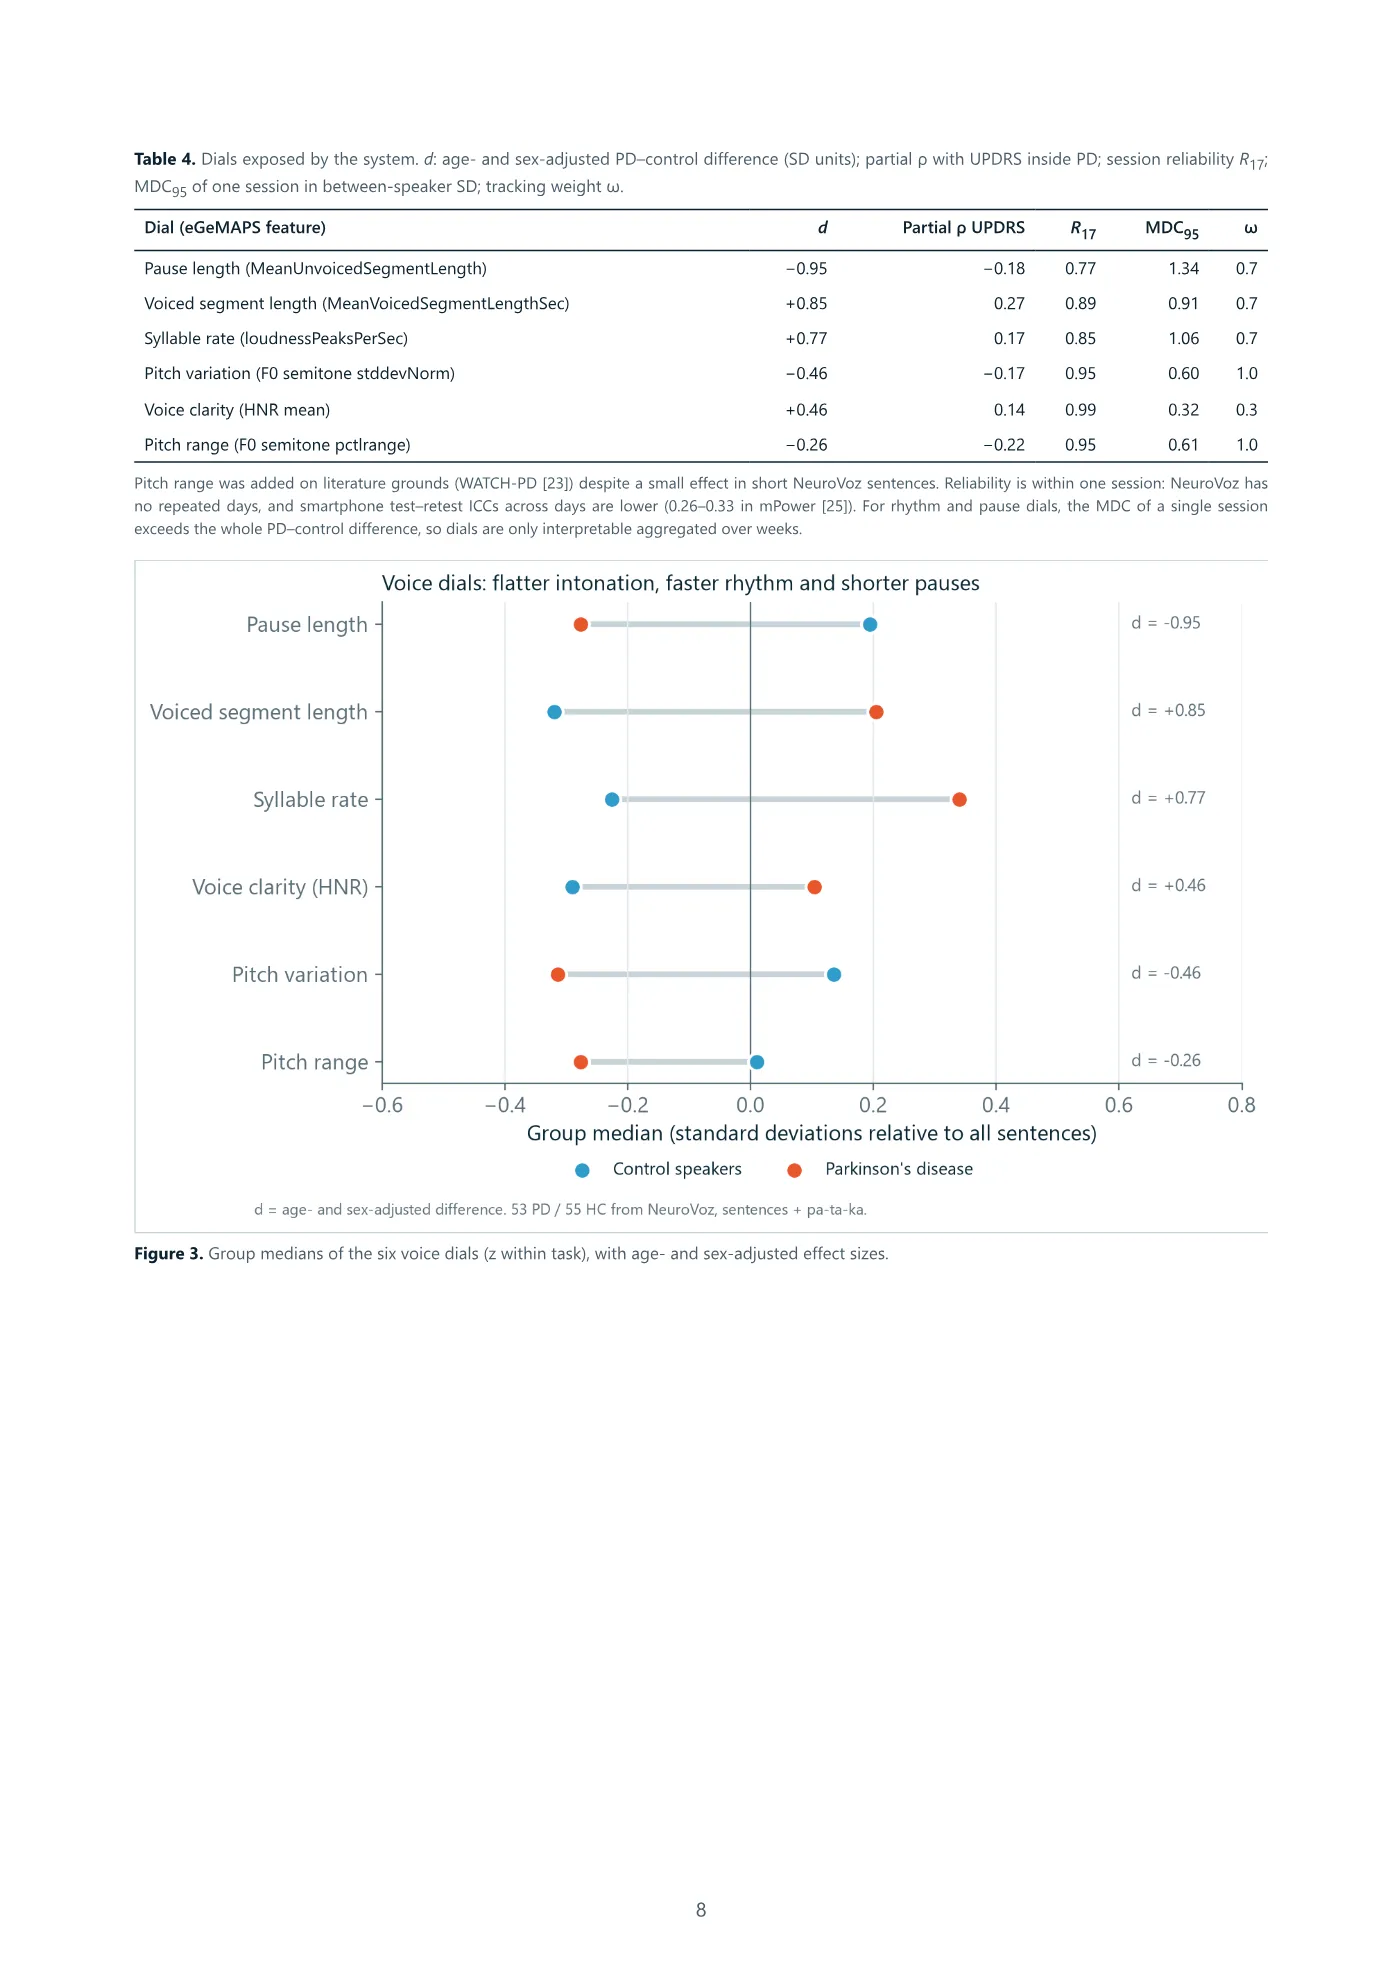 Table 4. Dials exposed by the system. d: age- and sex-adjusted PD–control difference (SD units); partial ρ with UPDRS inside PD; session reliability R17;
MDC95 of one session in between-speaker SD; tracking weight ω.
Dial (eGeMAPS feature) d Partial ρ UPDRS R17 MDC95 ω
Pause length (MeanUnvoicedSegmentLength) −0.95 −0.18 0.77 1.34 0.7
Voiced segment length (MeanVoicedSegmentLengthSec) +0.85 0.27 0.89 0.91 0.7
Syllable rate (loudnessPeaksPerSec) +0.77 0.17 0.85 1.06 0.7
Pitch variation (F0 semitone stddevNorm) −0.46 −0.17 0.95 0.60 1.0
Voice clarity (HNR mean) +0.46 0.14 0.99 0.32 0.3
Pitch range (F0 semitone pctlrange) −0.26 −0.22 0.95 0.61 1.0
Pitch range was added on literature grounds (WATCH-PD [23]) despite a small effect in short NeuroVoz sentences. Reliability is within one session: NeuroVoz has
no repeated days, and smartphone test–retest ICCs across days are lower (0.26–0.33 in mPower [25]). For rhythm and pause dials, the MDC of a single session
exceeds the whole PD–control difference, so dials are only interpretable aggregated over weeks.
Voice dials: flatter intonation, faster rhythm and shorter pauses
Pause length d = -0.95
Voiced segment length d = +0.85
Syllable rate d = +0.77
Voice clarity (HNR) d = +0.46
Pitch variation d = -0.46
Pitch range d = -0.26
−0.6 −0.4 −0.2 0.0 0.2 0.4 0.6 0.8
Group median (standard deviations relative to all sentences)
Control speakers Parkinson's disease
d = age- and sex-adjusted difference. 53 PD / 55 HC from NeuroVoz, sentences + pa-ta-ka.
Figure 3. Group medians of the six voice dials (z within task), with age- and sex-adjusted effect sizes.
8